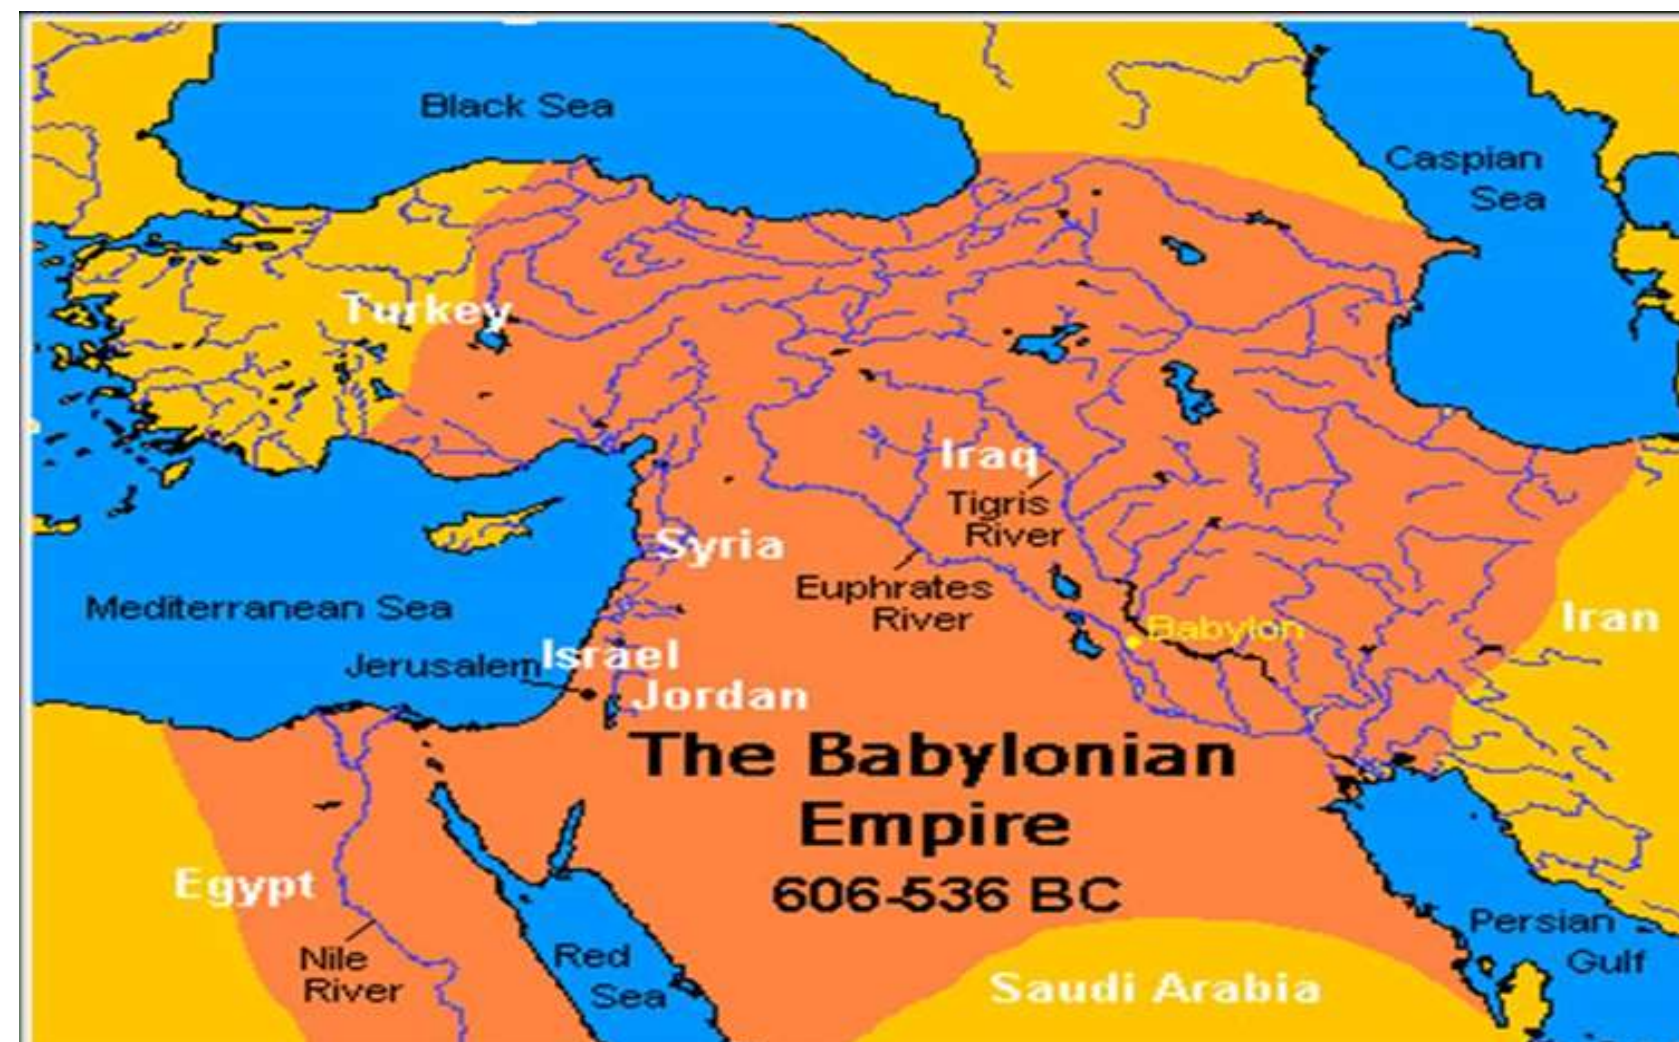 Black Sea
Caspian
Sea
Turkey
Iraq
Tigris
River
Syria
Euphrates
River
Mediterranean Sea
Babylon
Iran
Jerusalem
Israel
Jordan
The Babylonian
Empire
606-536 BC
Egypt
Nile
River
Red
Sea
Saudi Arabia
Persian
Gulf